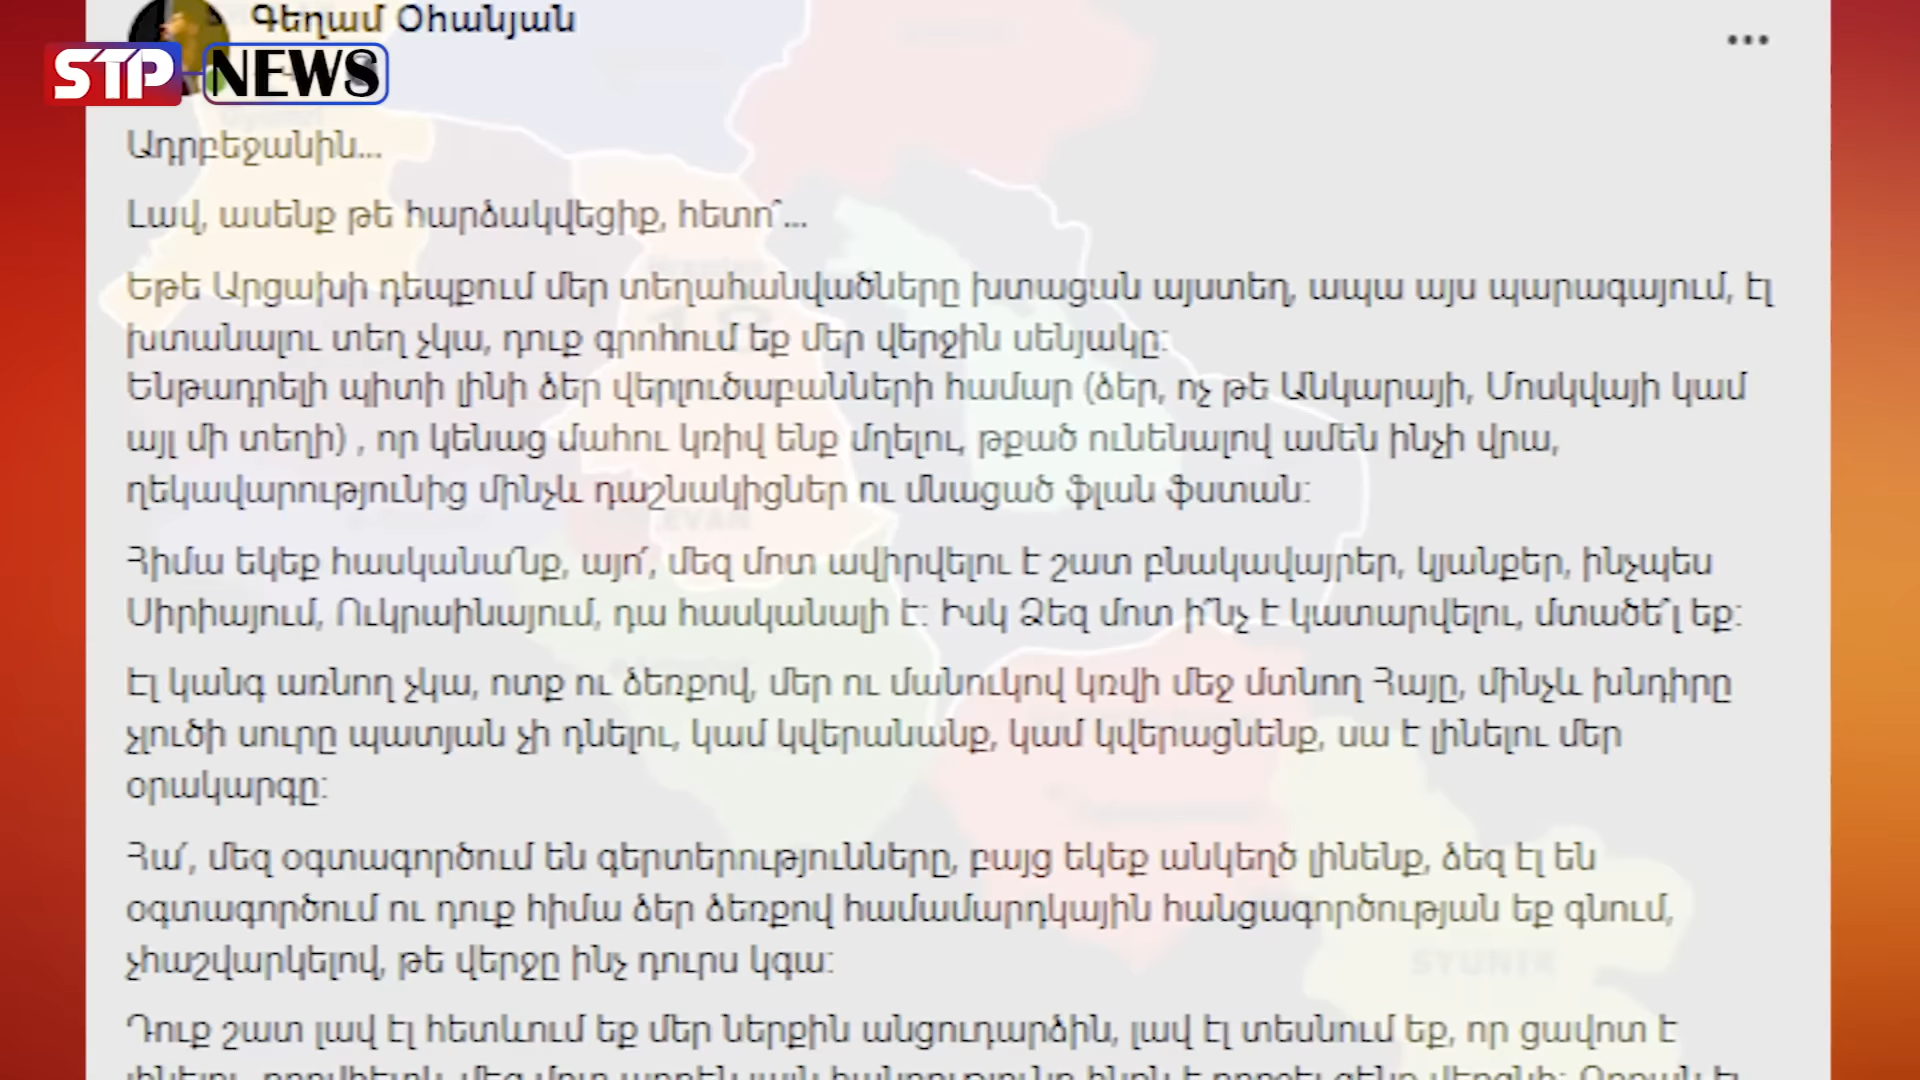 Գեղամ Օհանյան
STP NEWS
Ադրբեջանին...
Լավ, ասենք թե հարձակվեցիք, հետո՞...
Եթե Արցախի դեպքում մեր տեղահանվածները խտացան այստեղ, ապա այս պարագայում, էլ
խտանալու տեղ չկա, դուք գրոհում եք մեր վերջին սենյակը։
Ենթադրելի պիտի լինի ձեր վերլուծաբանների համար (ձեր, ոչ թե Անկարայի, Մոսկվայի կամ
այլ մի տեղի) , որ կենաց մահու կռիվ ենք մղելու, թքած ունենալով ամեն ինչի վրա,
ղեկավարությունից մինչև դաշնակիցներ ու մնացած ֆլան ֆստան։
Հիմա եկեք հասկանա՛նք, այո՛, մեզ մոտ ավիրվելու է շատ բնակավայրեր, կյանքեր, ինչպես
Սիրիայում, Ուկրաինայում, դա հասկանալի է։ Իսկ Ձեզ մոտ ի՞նչ է կատարվելու, մտածե՞լ եք։
Էլ կանգ առնող չկա, ոտք ու ձեռքով, մեր ու մանուկով կռվի մեջ մտնող Հայը, մինչև խնդիրը
չլուծի սուրը պատյան չի դնելու, կամ կվերանանք, կամ կվերացնենք, սա է լինելու մեր
օրակարգը։
Հա՛, մեզ օգտագործում են գերտերությունները, բայց եկեք անկեղծ լինենք, ձեզ էլ են
օգտագործում ու դուք հիմա ձեր ձեռքով համամարդկային հանցագործության եք գնում,
չհաշվարկելով, թե վերջը ինչ դուրս կգա։
SYUNIK
Դուք շատ լավ էլ հետևում եք մեր ներքին անցուդարձին, լավ էլ տեսնում եք, որ ցավոտ է